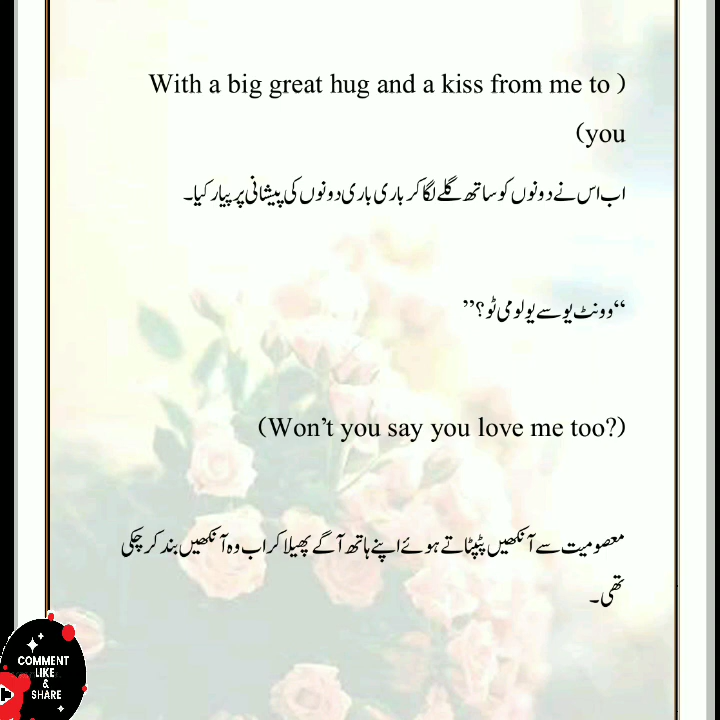 With a big great hug and a kiss from me to )
(you
اب اس نے دونوں کو ساتھ گلے لگا کر باری باری دونوں کی پیشانی پر پیار کیا۔
“وونٹ یو سے یو لو می ٹو؟”
(Won’t you say you love me too?)
معصومیت سے آنکھیں پٹپٹاتے ہوئے اپنے ہاتھ آگے پھیلا کر اب وہ آنکھیں بند کر چکی
تھی۔
COMMENT
LIKE
&
SHARE